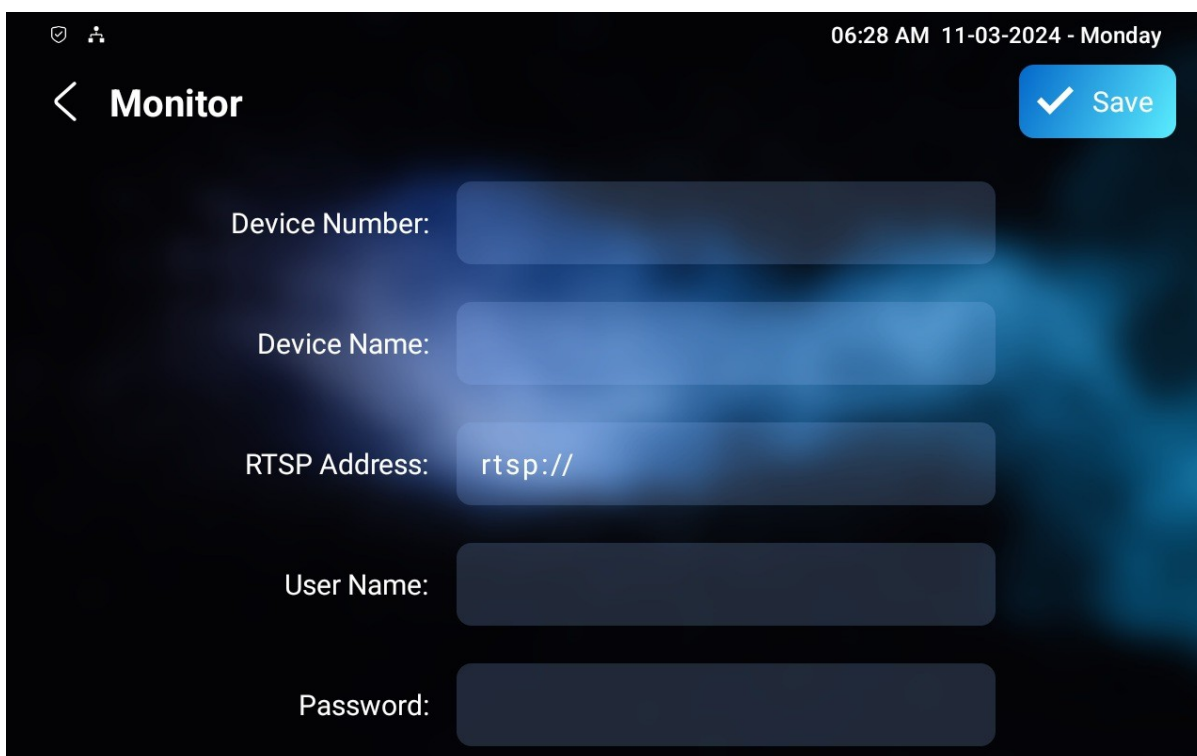 06:28 AM 11-03-2024 - Monday
Monitor
Save
Device Number:
Device Name:
RTSP Address: rtsp://
User Name:
Password: